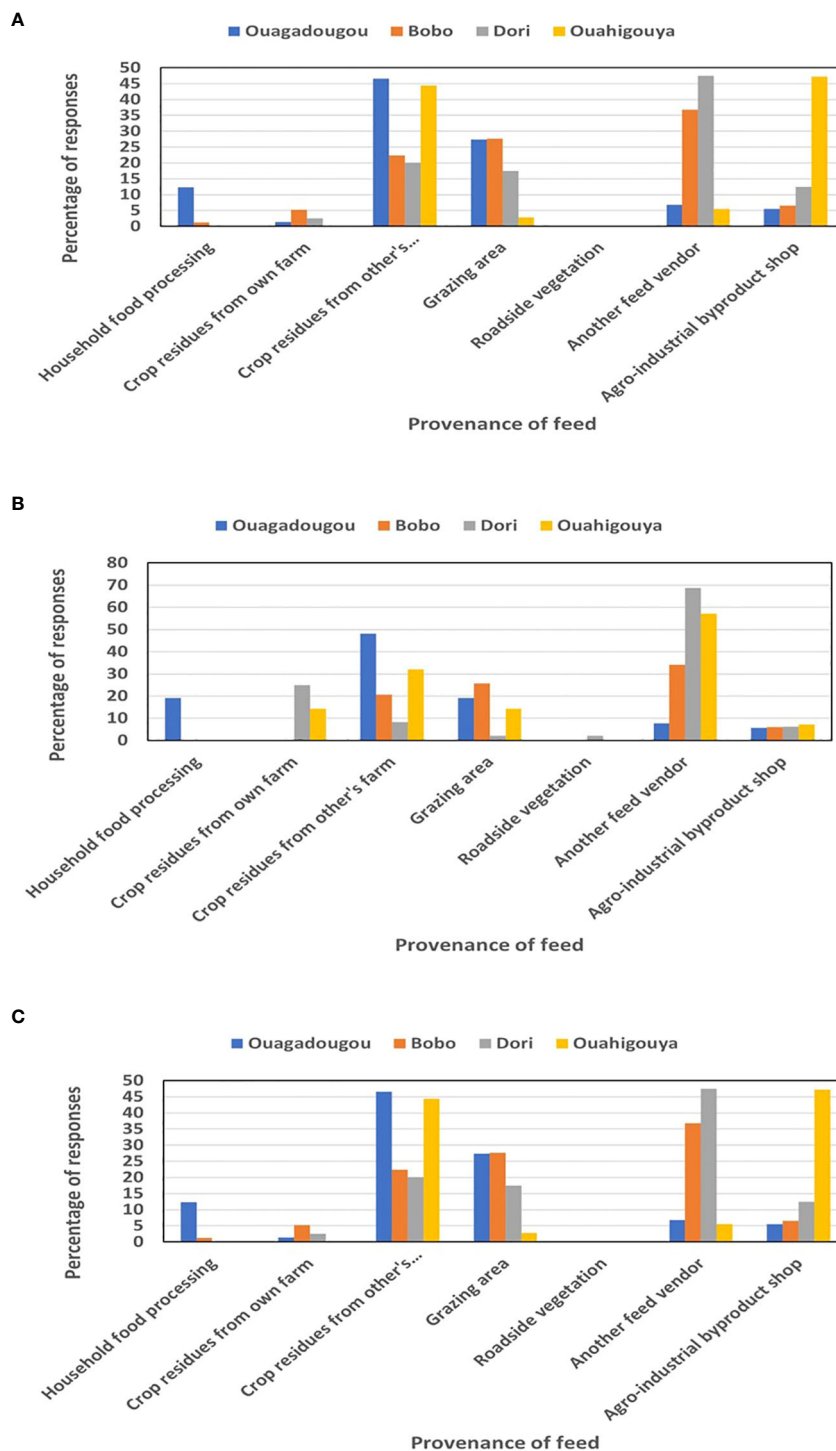 A
Ouagadougou Bobo Dori Ouahigouya
50
45
40
35
30
25
20
15
10
5
0
Percentage of responses
Household food processing
Crop residues from own farm
Crop residues from other's...
Grazing area
Roadside vegetation
Another feed vendor
Agro-industrial byproduct shop
Provenance of feed
B
Ouagadougou Bobo Dori Ouahigouya
80
70
60
50
40
30
20
10
0
Percentage of responses
Household food processing
Crop residues from own farm
Crop residues from other's farm
Grazing area
Roadside vegetation
Another feed vendor
Agro-industrial byproduct shop
Provenance of feed
C
Ouagadougou Bobo Dori Ouahigouya
50
45
40
35
30
25
20
15
10
5
0
Percentage of responses
Household food processing
Crop residues from own farm
Crop residues from other's...
Grazing area
Roadside vegetation
Another feed vendor
Agro-industrial byproduct shop
Provenance of feed